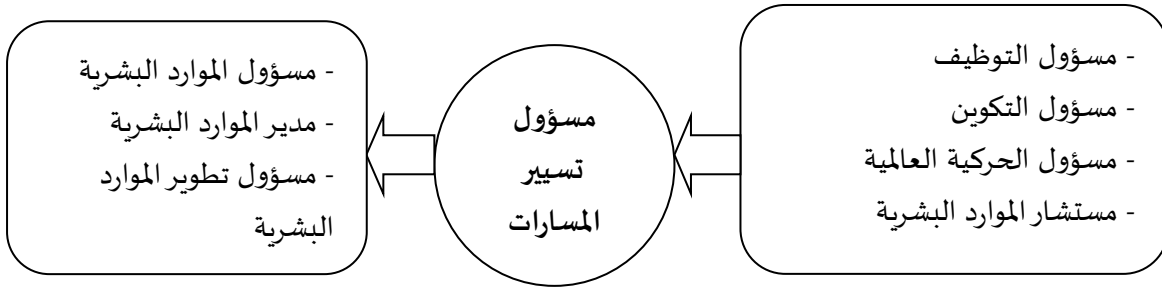 - مسؤول التوظيف
- مسؤول التكوين
- مسؤول الحركية العالمية
- مستشار الموارد البشرية
مسؤول
تسيير
المسارات
- مسؤول الموارد البشرية
- مدير الموارد البشرية
- مسؤول تطوير الموارد
البشرية